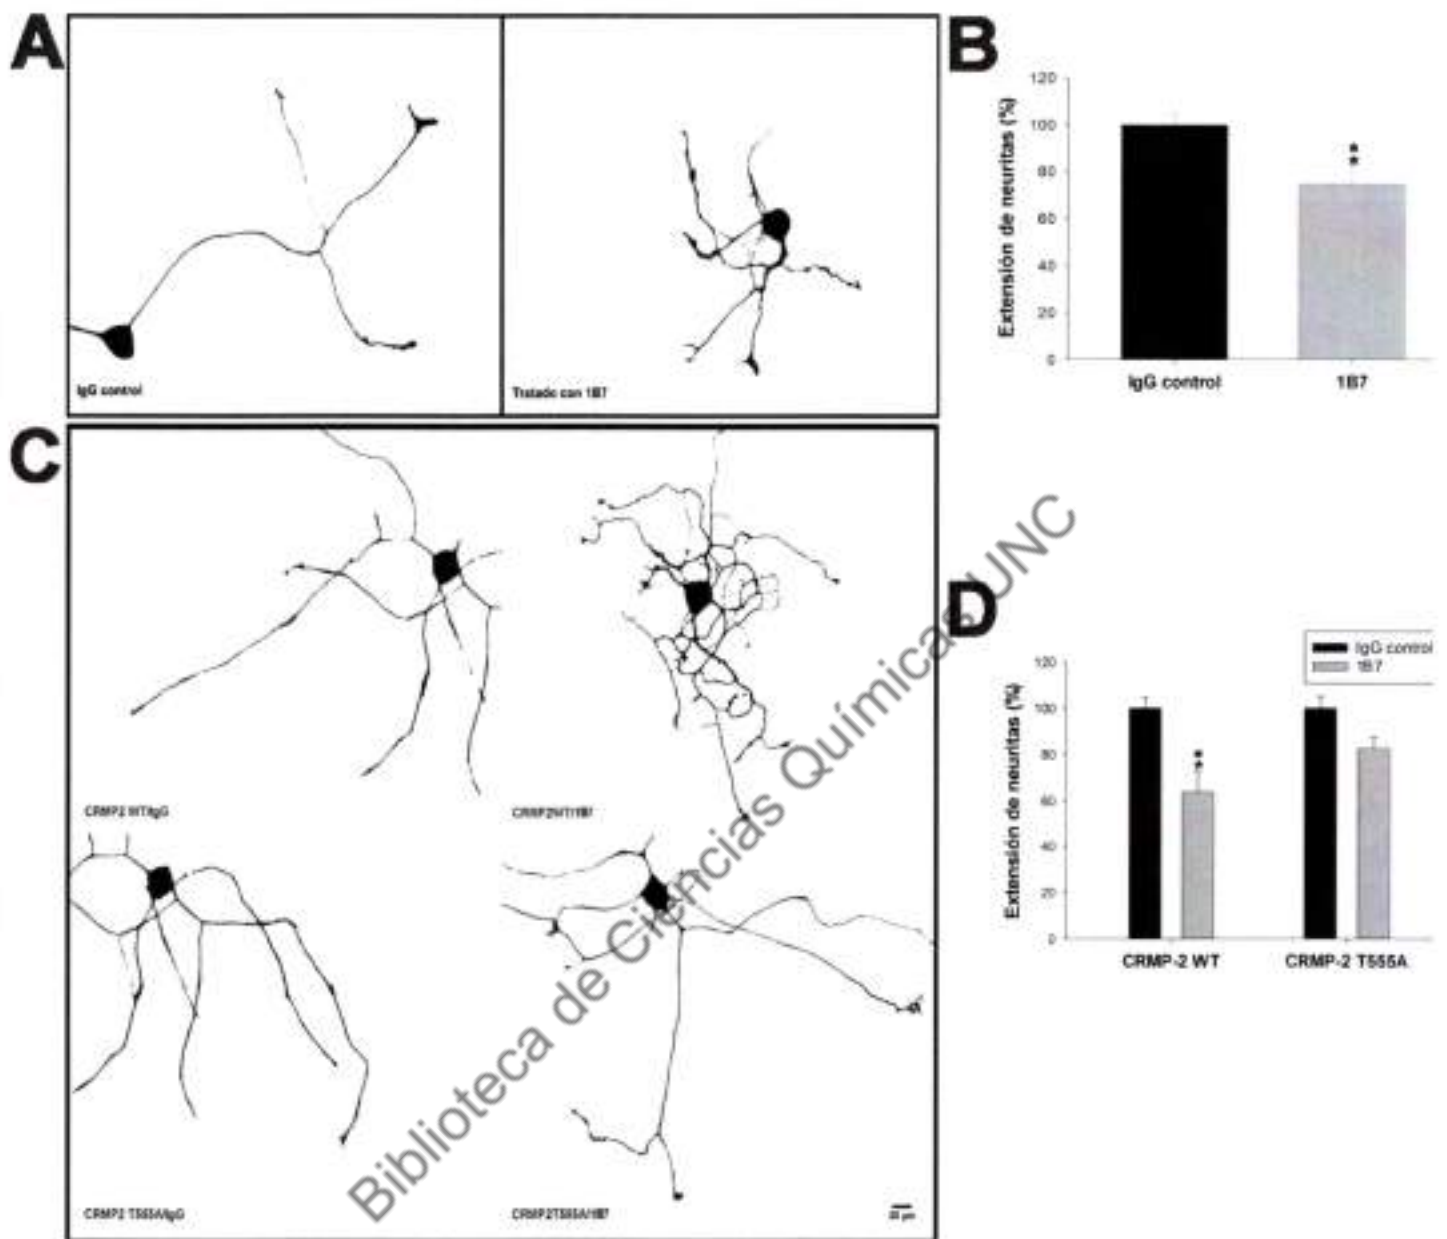 A
IgG control
Tratado con 1B7
B
Extensión de neuritas (%)
120
100
80
60
40
20
0
IgG control
1B7
C
CRMP2 WT/IgG
CRMP2WT/1B7
CRMP2 T555A/IgG
CRMP2T555A/1B7
20 µm
D
IgG control
1B7
Extensión de neuritas (%)
120
100
80
60
40
20
0
CRMP-2 WT
CRMP-2 T555A
Biblioteca de Ciencias Químicas UNC